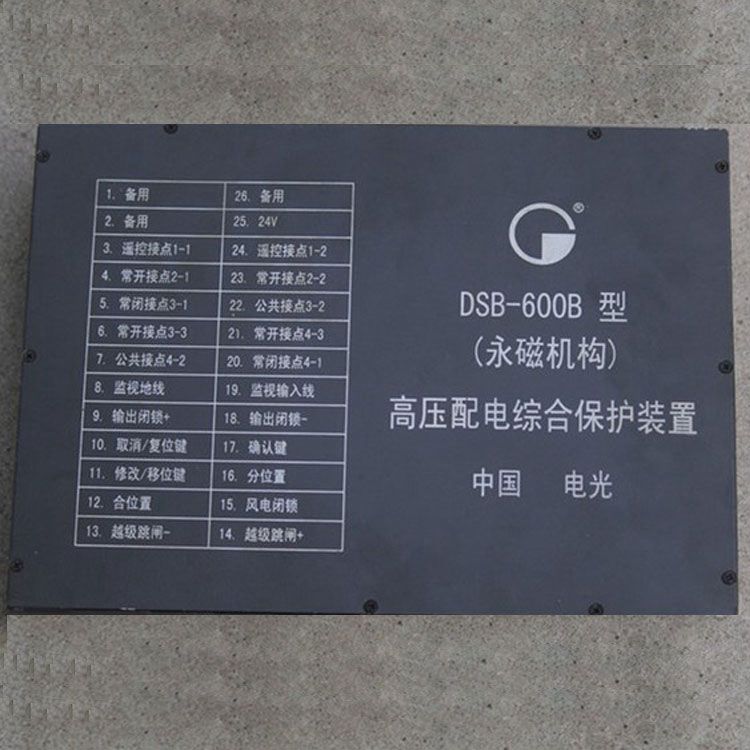 1. 备用 26. 备用
2. 备用 25. 24V
3. 遥控接点1-1 24. 遥控接点1-2
4. 常开接点2-1 23. 常开接点2-2
5. 常闭接点3-1 22. 公共接点3-2
6. 常开接点3-3 21. 常开接点4-3
7. 公共接点4-2 20. 常闭接点4-1
8. 监视地线 19. 监视输入线
9. 输出闭锁+ 18. 输出闭锁-
10. 取消/复位键 17. 确认键
11. 修改/移位键 16. 分位置
12. 合位置 15. 风电闭锁
13. 越级跳闸- 14. 越级跳闸+
G®
DSB-600B 型
(永磁机构)
高压配电综合保护装置
中国 电光